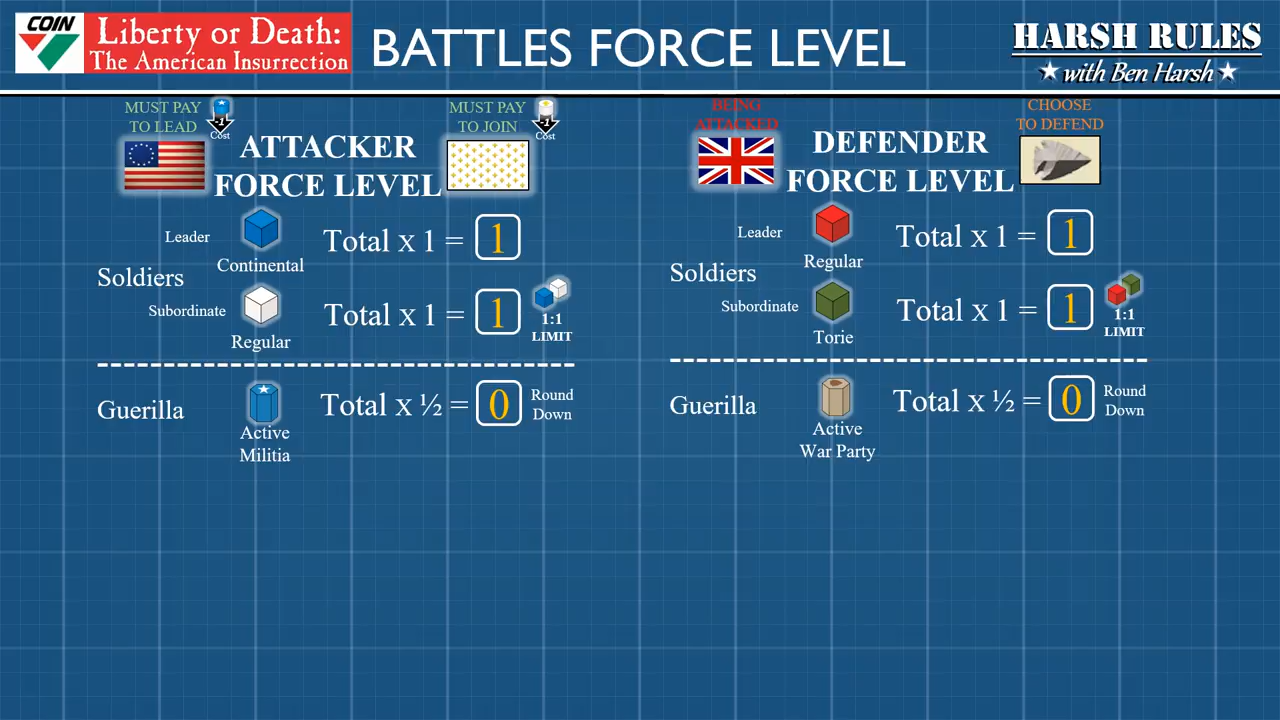 COIN
Liberty or Death:
The American Insurrection
BATTLES FORCE LEVEL
HARSH RULES
with Ben Harsh
MUST PAY
TO LEAD
-1
Cost
ATTACKER
FORCE LEVEL
MUST PAY
TO JOIN
-1
Cost
Leader
Continental
Total x 1 = 1
Soldiers
Subordinate
Regular
Total x 1 = 1
1:1
LIMIT
Guerilla
Active
Militia
Total x ½ = 0
Round
Down
BEING
ATTACKED
DEFENDER
FORCE LEVEL
CHOOSE
TO DEFEND
Leader
Regular
Total x 1 = 1
Soldiers
Subordinate
Torie
Total x 1 = 1
1:1
LIMIT
Guerilla
Active
War Party
Total x ½ = 0
Round
Down